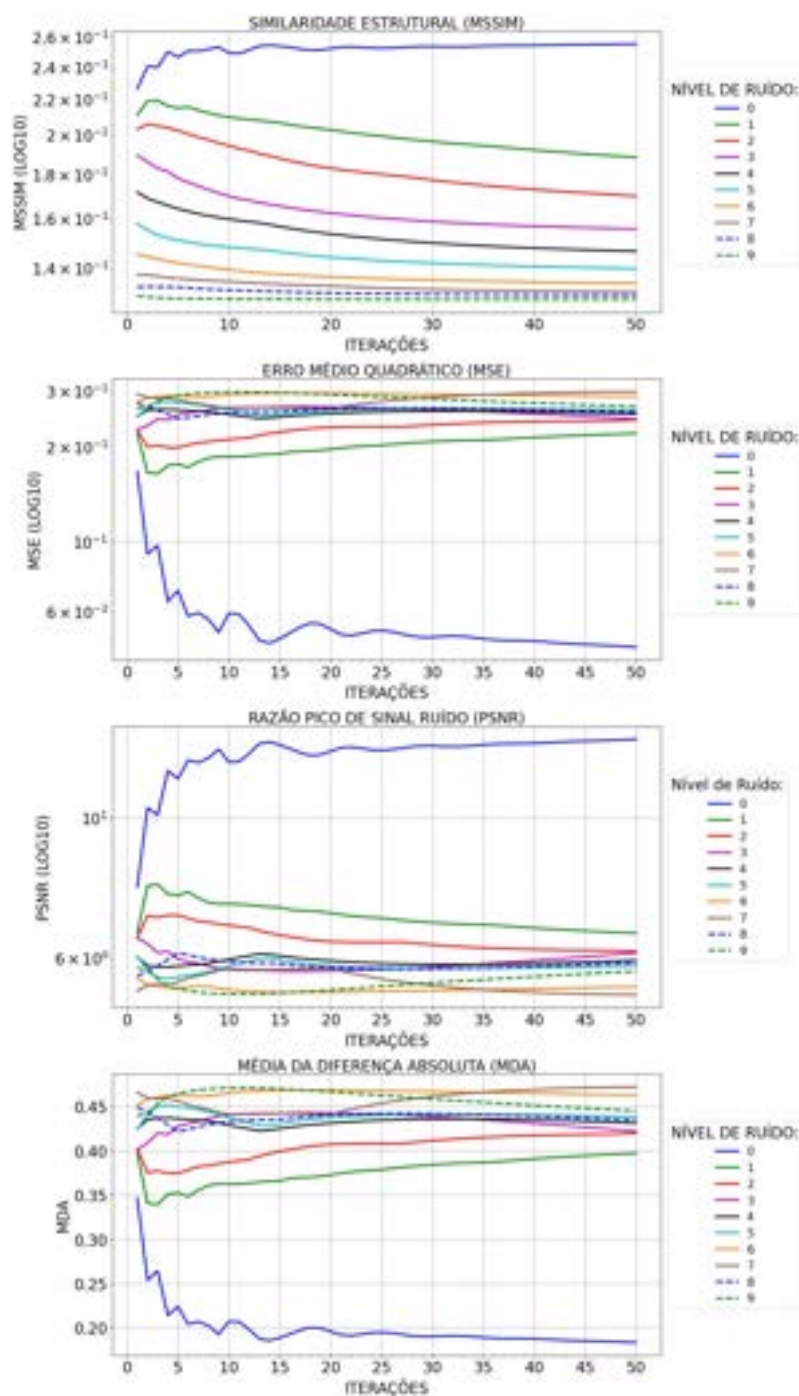 SIMILARIDADE ESTRUTURAL (MSSIM)
2.6 × 10⁻¹
2.4 × 10⁻¹
2.2 × 10⁻¹
2 × 10⁻¹
1.8 × 10⁻¹
1.6 × 10⁻¹
1.4 × 10⁻¹
MSSIM (LOG10)
0 5 10 15 20 25 30 35 40 45 50
ITERAÇÕES
NÍVEL DE RUÍDO:
0
1
2
3
4
5
6
7
8
9
ERRO MÉDIO QUADRÁTICO (MSE)
3 × 10⁻¹
2 × 10⁻¹
10⁻¹
6 × 10⁻²
MSE (LOG10)
0 5 10 15 20 25 30 35 40 45 50
ITERAÇÕES
NÍVEL DE RUÍDO:
0
1
2
3
4
5
6
7
8
9
RAZÃO PICO DE SINAL RUÍDO (PSNR)
10¹
6 × 10⁰
PSNR (LOG10)
0 5 10 15 20 25 30 35 40 45 50
ITERAÇÕES
Nível de Ruído:
0
1
2
3
4
5
6
7
8
9
MÉDIA DA DIFERENÇA ABSOLUTA (MDA)
0.45
0.40
0.35
0.30
0.25
0.20
MDA
0 5 10 15 20 25 30 35 40 45 50
ITERAÇÕES
NÍVEL DE RUÍDO:
0
1
2
3
4
5
6
7
8
9